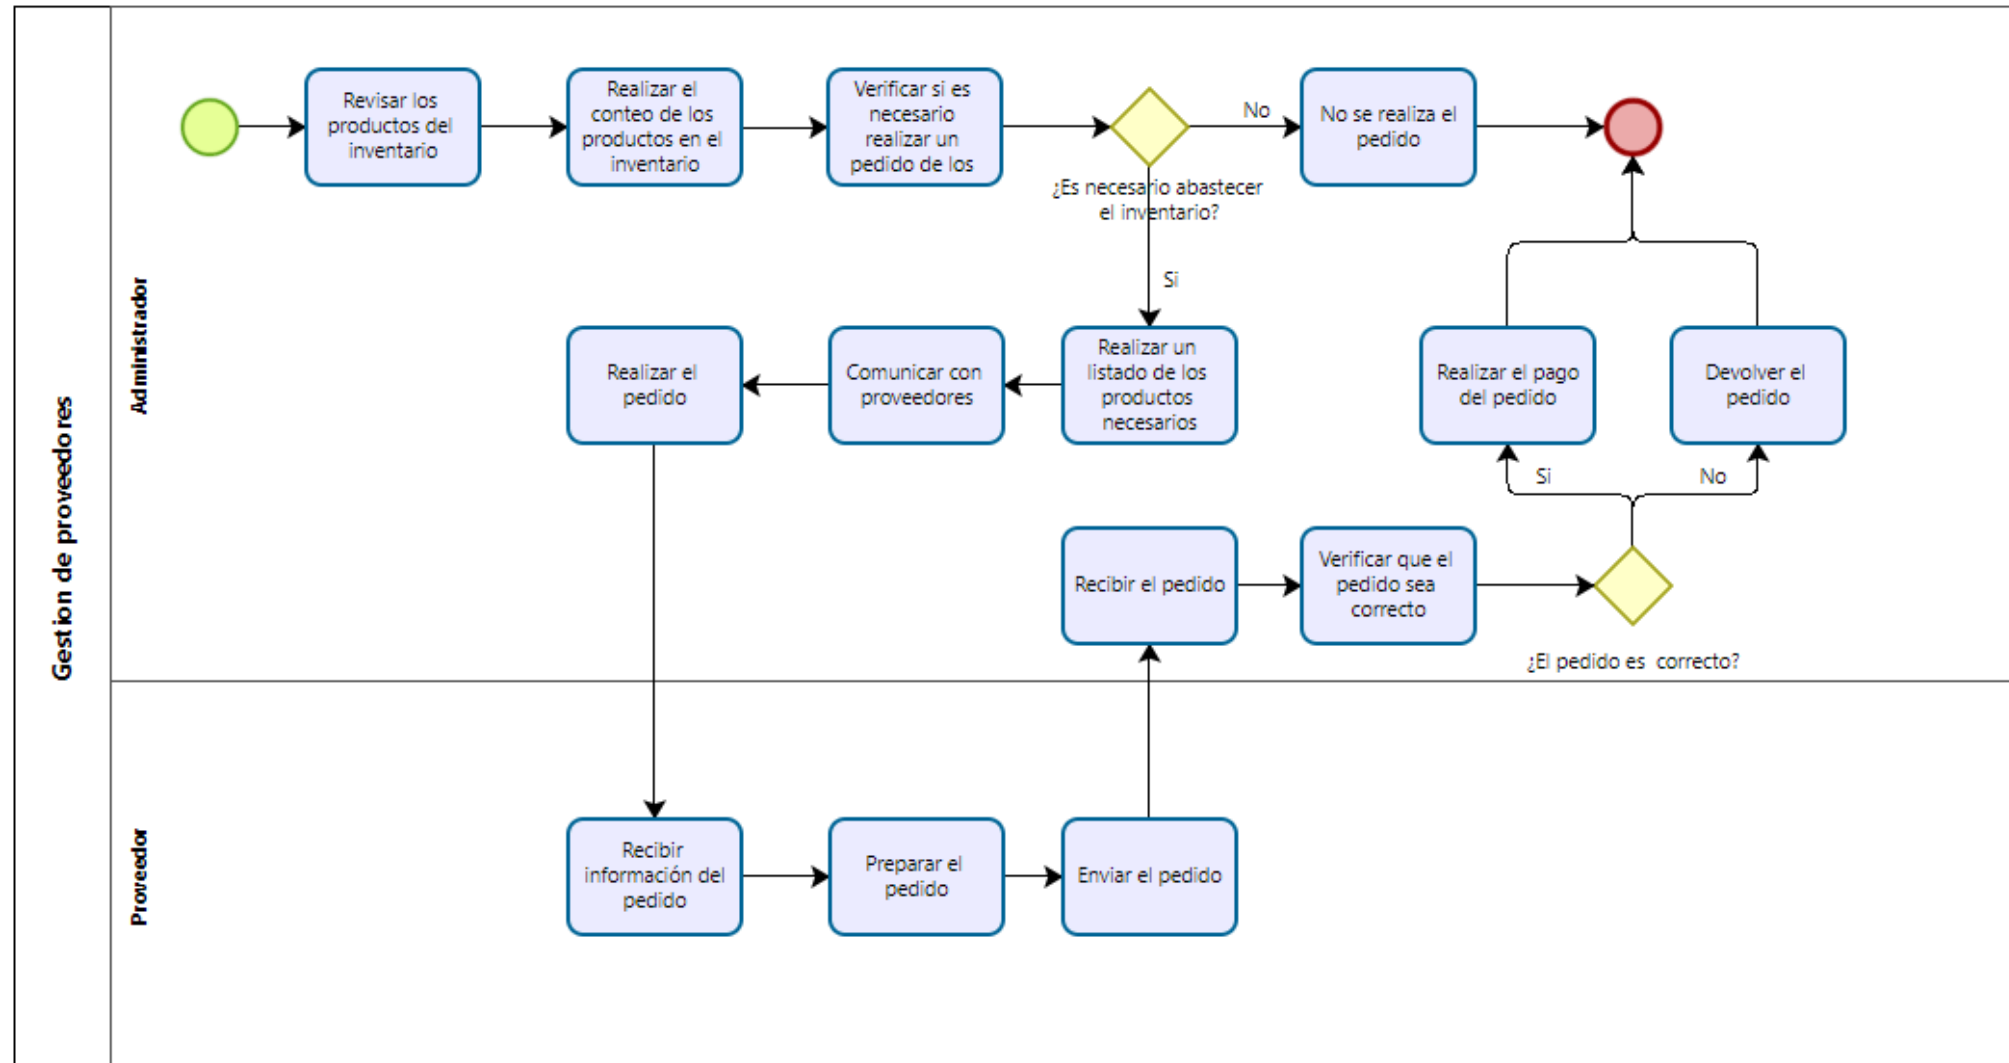 Gestion de proveedores
Administrador
Revisar los
productos del
inventario
Realizar el
conteo de los
productos en el
inventario
Verificar si es
necesario
realizar un
pedido de los
¿Es necesario abastecer
el inventario?
No
No se realiza el
pedido
Si
Realizar un
listado de los
productos
necesarios
Comunicar con
proveedores
Realizar el
pedido
Realizar el pago
del pedido
Devolver el
pedido
Si
No
Recibir el pedido
Verificar que el
pedido sea
correcto
¿El pedido es correcto?
Proveedor
Recibir
información del
pedido
Preparar el
pedido
Enviar el pedido